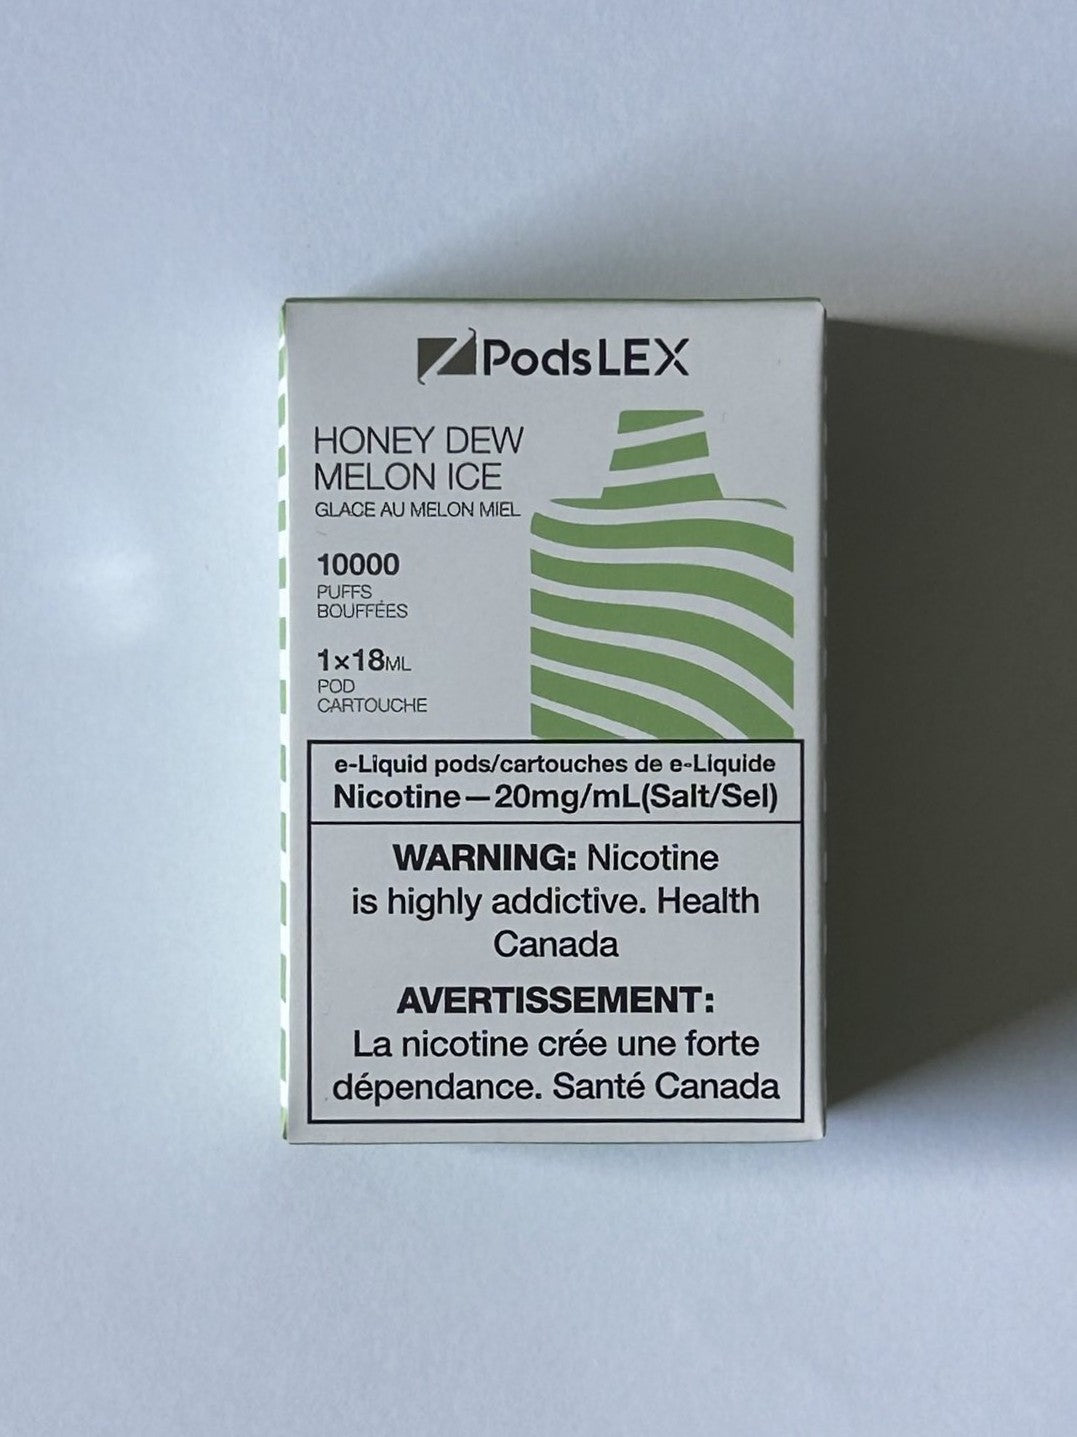 ZPodsLEX
HONEY DEW
MELON ICE
GLACE AU MELON MIEL
10000
PUFFS
BOUFFÉES
1×18ML
POD
CARTOUCHE
e-Liquid pods/cartouches de e-Liquide
Nicotine—20mg/mL(Salt/Sel)
WARNING: Nicotine
is highly addictive. Health
Canada
AVERTISSEMENT:
La nicotine crée une forte
dépendance. Santé Canada